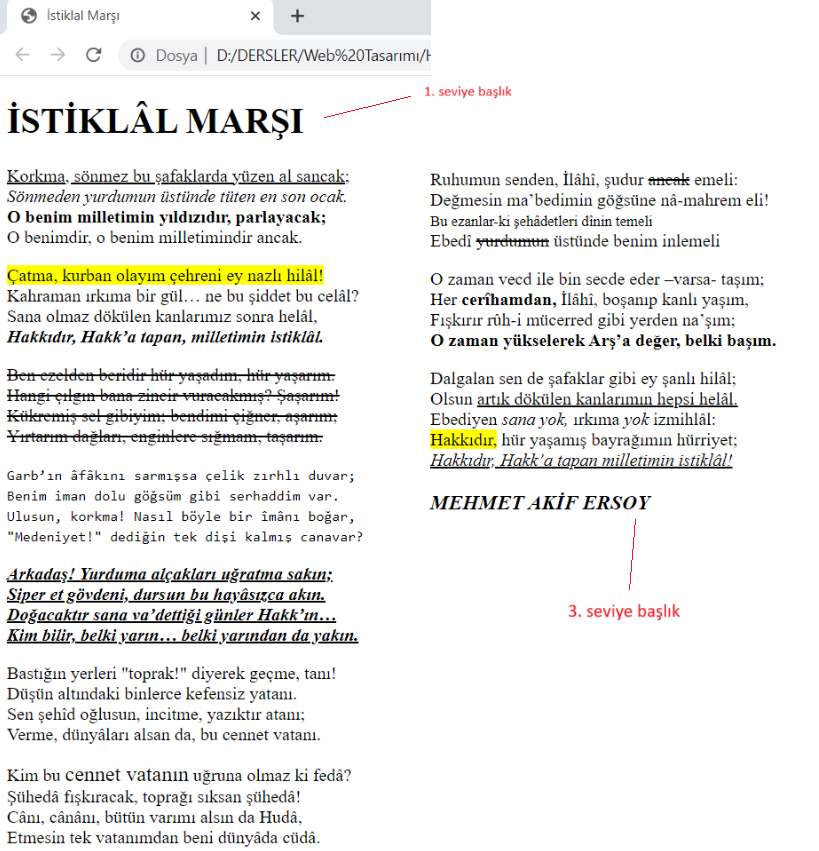 İstiklal Marşı
Dosya | D:/DERSLER/Web%20Tasarımı/H
İSTİKLÂL MARŞI
1. seviye başlık
Korkma, sönmez bu şafaklarda yüzen al sancak;
Sönmeden yurdumun üstünde tüten en son ocak.
O benim milletimin yıldızıdır, parlayacak;
O benimdir, o benim milletimindir ancak.
Çatma, kurban olayım çehreni ey nazlı hilâl!
Kahraman ırkıma bir gül… ne bu şiddet bu celâl?
Sana olmaz dökülen kanlarımız sonra helâl,
Hakkıdır, Hakk’a tapan, milletimin istiklâl.
Ben ezelden beridir hür yaşadım, hür yaşarım.
Hangi çılgın bana zincir vuracakmış? Şaşarım!
Kükremiş sel gibiyim; bendimi çiğner, aşarım;
Yırtarım dağları, enginlere sığmam, taşarım.
Garb’ın âfâkını sarmışsa çelik zırhlı duvar;
Benim iman dolu göğsüm gibi serhaddim var.
Ulusun, korkma! Nasıl böyle bir îmânı boğar,
"Medeniyet!" dediğin tek dişi kalmış canavar?
Arkadaş! Yurduma alçakları uğratma sakın;
Siper et gövdeni, dursun bu hayâsızca akın.
Doğacaktır sana va’dettiği günler Hakk’ın…
Kim bilir, belki yarın… belki yarından da yakın.
Bastığın yerleri "toprak!" diyerek geçme, tanı!
Düşün altındaki binlerce kefensiz yatanı.
Sen şehîd oğlusun, incitme, yazıktır atanı;
Verme, dünyâları alsan da, bu cennet vatanı.
Kim bu cennet vatanın uğruna olmaz ki fedâ?
Şühedâ fışkıracak, toprağı sıksan şühedâ!
Cânı, cânânı, bütün varımı alsın da Hudâ,
Etmesin tek vatanımdan beni dünyâda cüdâ.
Ruhumun senden, İlâhî, şudur ancak emeli:
Değmesin ma’bedimin göğsüne nâ-mahrem eli!
Bu ezanlar-ki şehâdetleri dînin temeli
Ebedî yurdumun üstünde benim inlemeli
O zaman vecd ile bin secde eder –varsa- taşım;
Her cerîhamdan, İlâhî, boşanıp kanlı yaşım,
Fışkırır rûh-i mücerred gibi yerden na’şım;
O zaman yükselerek Arş’a değer, belki başım.
Dalgalan sen de şafaklar gibi ey şanlı hilâl;
Olsun artık dökülen kanlarımın hepsi helâl.
Ebediyen sana yok, ırkıma yok izmihlâl:
Hakkıdır, hür yaşamış bayrağımın hürriyet;
Hakkıdır, Hakk’a tapan milletimin istiklâl!
MEHMET AKİF ERSOY
3. seviye başlık